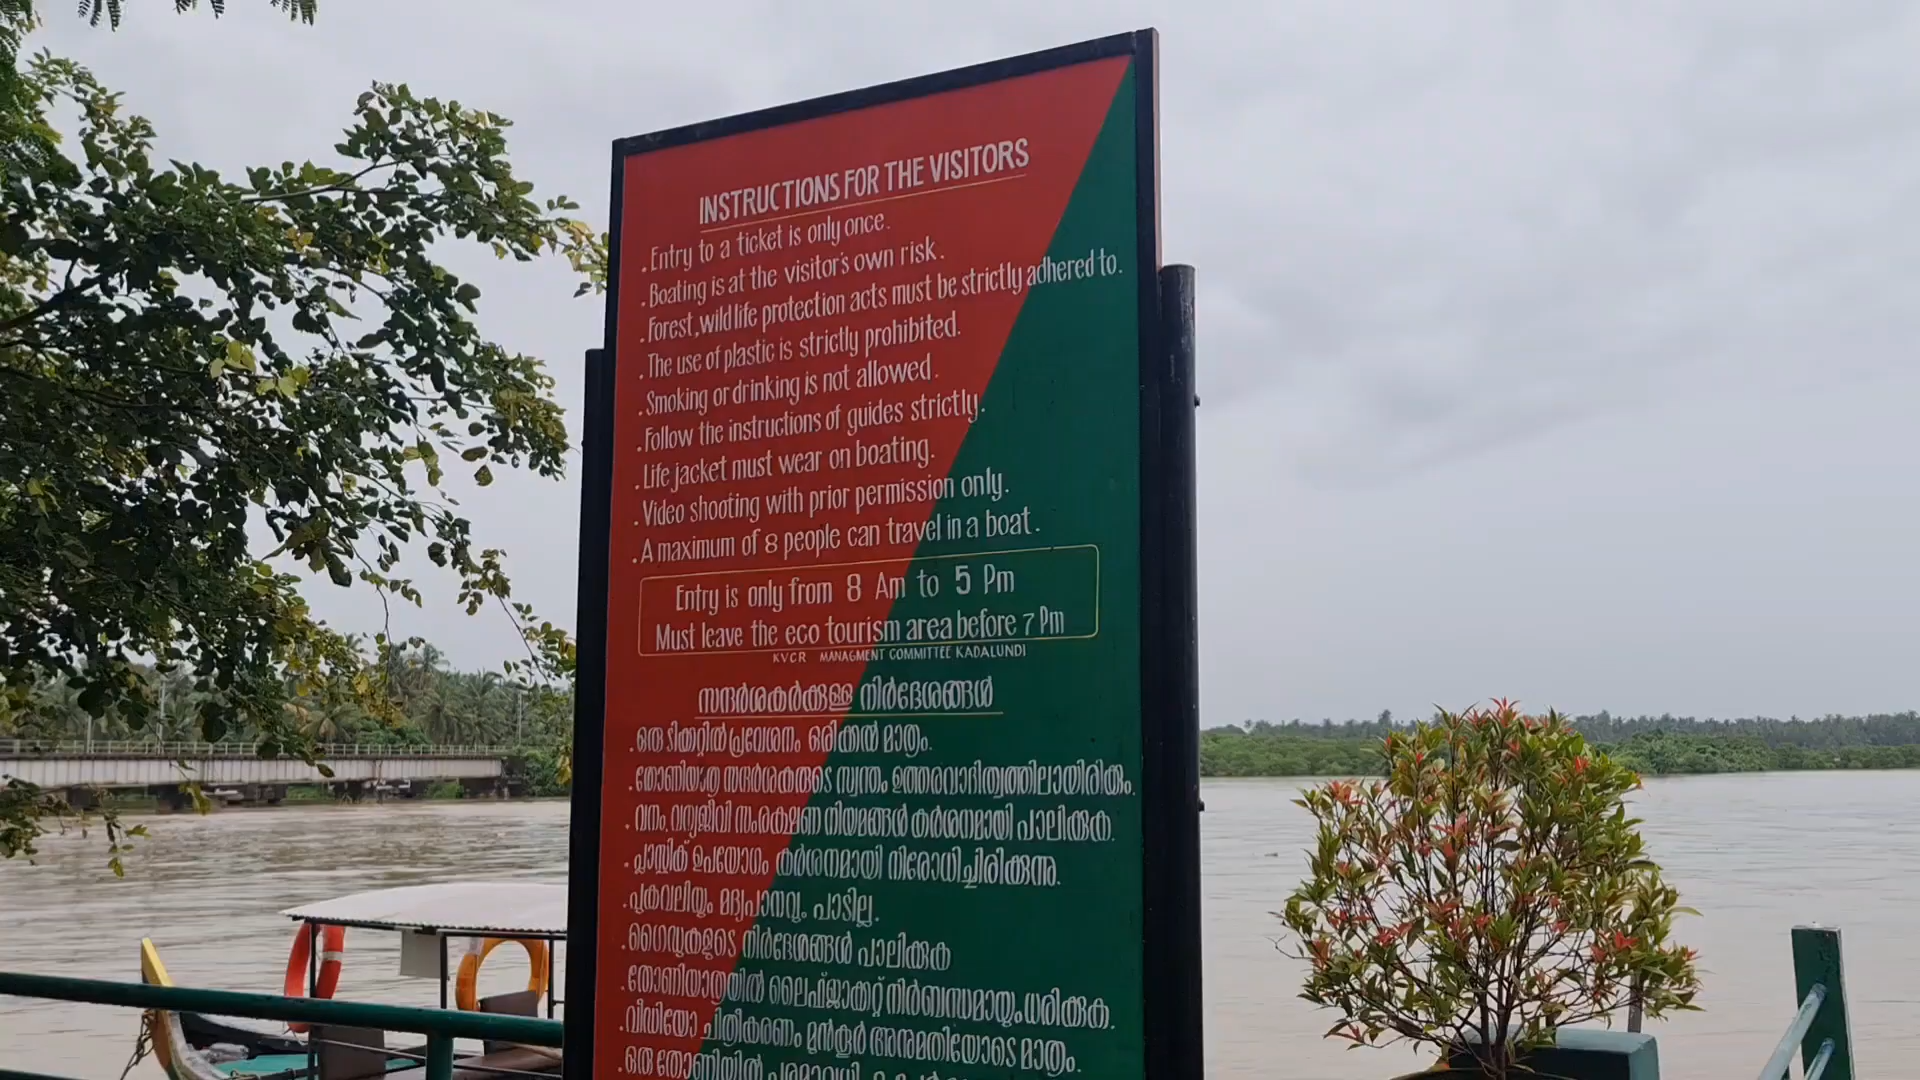 INSTRUCTIONS FOR THE VISITORS
. Entry to a ticket is only once.
. Boating is at the visitor's own risk.
. Forest, wild life protection acts must be strictly adhered to.
. The use of plastic is strictly prohibited.
. Smoking or drinking is not allowed.
. Follow the instructions of guides strictly.
. Life jacket must wear on boating.
. Video shooting with prior permission only.
. A maximum of 8 people can travel in a boat.
Entry is only from 8 Am to 5 Pm
Must leave the eco tourism area before 7 Pm
KVCR MANAGMENT COMMITTEE KADALUNDI
സന്ദർശകർക്കുള്ള നിർദേശങ്ങൾ
. ഒരു ടിക്കറ്റിൽ പ്രവേശനം ഒരിക്കൽ മാത്രം.
. തോണിയാത്ര സന്ദർശകരുടെ സ്വന്തം ഉത്തരവാദിത്വത്തിലായിരിക്കും.
. വനം, വന്യജീവി സംരക്ഷണ നിയമങ്ങൾ കർശനമായി പാലിക്കുക.
. പ്ലാസ്റ്റിക് ഉപയോഗം കർശനമായി നിരോധിച്ചിരിക്കുന്നു.
. പുകവലിയും മദ്യപാനവും പാടില്ല.
. ഗൈഡുകളുടെ നിർദേശങ്ങൾ പാലിക്കുക
. തോണിയാത്രയിൽ ലൈഫ്ജാക്കറ്റ് നിർബന്ധമായും ധരിക്കുക.
. വീഡിയോ ചിത്രീകരണം മുൻകൂർ അനുമതിയോടെ മാത്രം.
. ഒരു തോണിയിൽ പരമാവധി